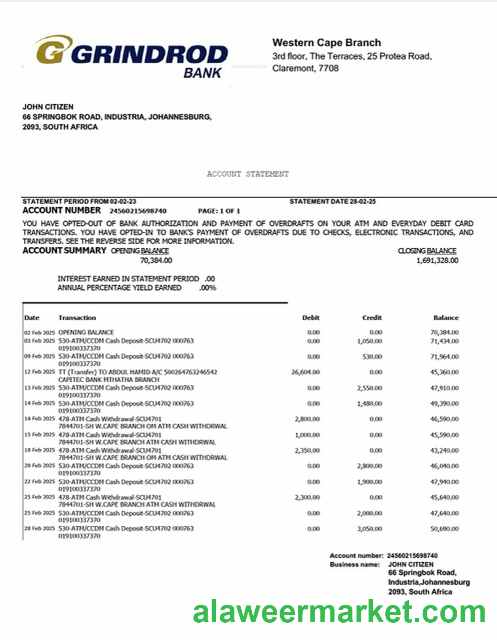 GRINDROD
BANK
Western Cape Branch
3rd floor, The Terraces, 25 Protea Road,
Claremont, 7708
JOHN CITIZEN
66 SPRINGBOK ROAD, INDUSTRIA, JOHANNESBURG,
2093, SOUTH AFRICA
ACCOUNT STATEMENT
STATEMENT PERIOD FROM 02-02-23 STATEMENT DATE 28-02-25
ACCOUNT NUMBER 24560215698740 PAGE: 1 OF 1
YOU HAVE OPTED-OUT OF BANK AUTHORIZATION AND PAYMENT OF OVERDRAFTS ON YOUR ATM AND EVERYDAY DEBIT CARD
TRANSACTIONS. YOU HAVE OPTED-IN TO BANK'S PAYMENT OF OVERDRAFTS DUE TO CHECKS, ELECTRONIC TRANSACTIONS, AND
TRANSFERS. SEE THE REVERSE SIDE FOR MORE INFORMATION.
ACCOUNT SUMMARY OPENING BALANCE CLOSING BALANCE
70,384.00 1,691,328.00
INTEREST EARNED IN STATEMENT PERIOD .00
ANNUAL PERCENTAGE YIELD EARNED .00%
Date Transaction Debit Credit Balance
02 Feb 2025 OPENING BALANCE 0.00 0.00 70,384.00
03 Feb 2025 530-ATM/CCDM Cash Deposit-SCU4702 000763 0.00 1,050.00 71,434.00
019100337370
09 Feb 2025 530-ATM/CCDM Cash Deposit-SCU4702 000763 0.00 530.00 71,964.00
019100337370
12 Feb 2025 TT (Transfer) TO ABDUL HAMID-A/C 500264763246542 26,604.00 0.00 45,360.00
CAPETEC BANK MTHATHA BRANCH
13 Feb 2025 530-ATM/CCDM Cash Deposit-SCU4702 000763 0.00 2,550.00 47,910.00
019100337370
14 Feb 2025 530-ATM/CCDM Cash Deposit-SCU4702 000763 0.00 1,480.00 49,390.00
019100337370
14 Feb 2025 478-ATM Cash Withdrawal-SCU4701 2,800.00 0.00 46,590.00
7844701-SH W.CAPE BRANCH OM ATM CASH WITHORWAL
15 Feb 2025 478-ATM Cash Withdrawal-SCU4701 1,000.00 0.00 45,590.00
7844701-SH W.CAPE BRANCH ATM CASH WITHDRWAL
18 Feb 2025 478-ATM Cash Withdrawal-SCU4701 2,350.00 0.00 43,240.00
7844701-SH W.CAPE BRANCH OM ATM CASH WITHORWAL
20 Feb 2025 530-ATM/CCDM Cash Deposit-SCU4702 000763 0.00 2,800.00 46,040.00
019100337370
22 Feb 2025 530-ATM/CCDM Cash Deposit-SCU4702 000763 0.00 1,900.00 47,940.00
019100337370
25 Feb 2025 478-ATM Cash Withdrawal-SCU4701 2,300.00 0.00 45,640.00
7844701-SH W.CAPE BRANCH ATM CASH WITHDRWAL
25 Feb 2025 530-ATM/CCDM Cash Deposit-SCU4702 000763 0.00 2,000.00 47,640.00
019100337370
28 Feb 2025 530-ATM/CCDM Cash Deposit-SCU4702 000763 0.00 3,050.00 50,690.00
019100337370
Account number: 24560215698740
Business name: JOHN CITIZEN
66 Springbok Road,
Industria,Johannesburg
2093, South Africa
alaweermarket.com